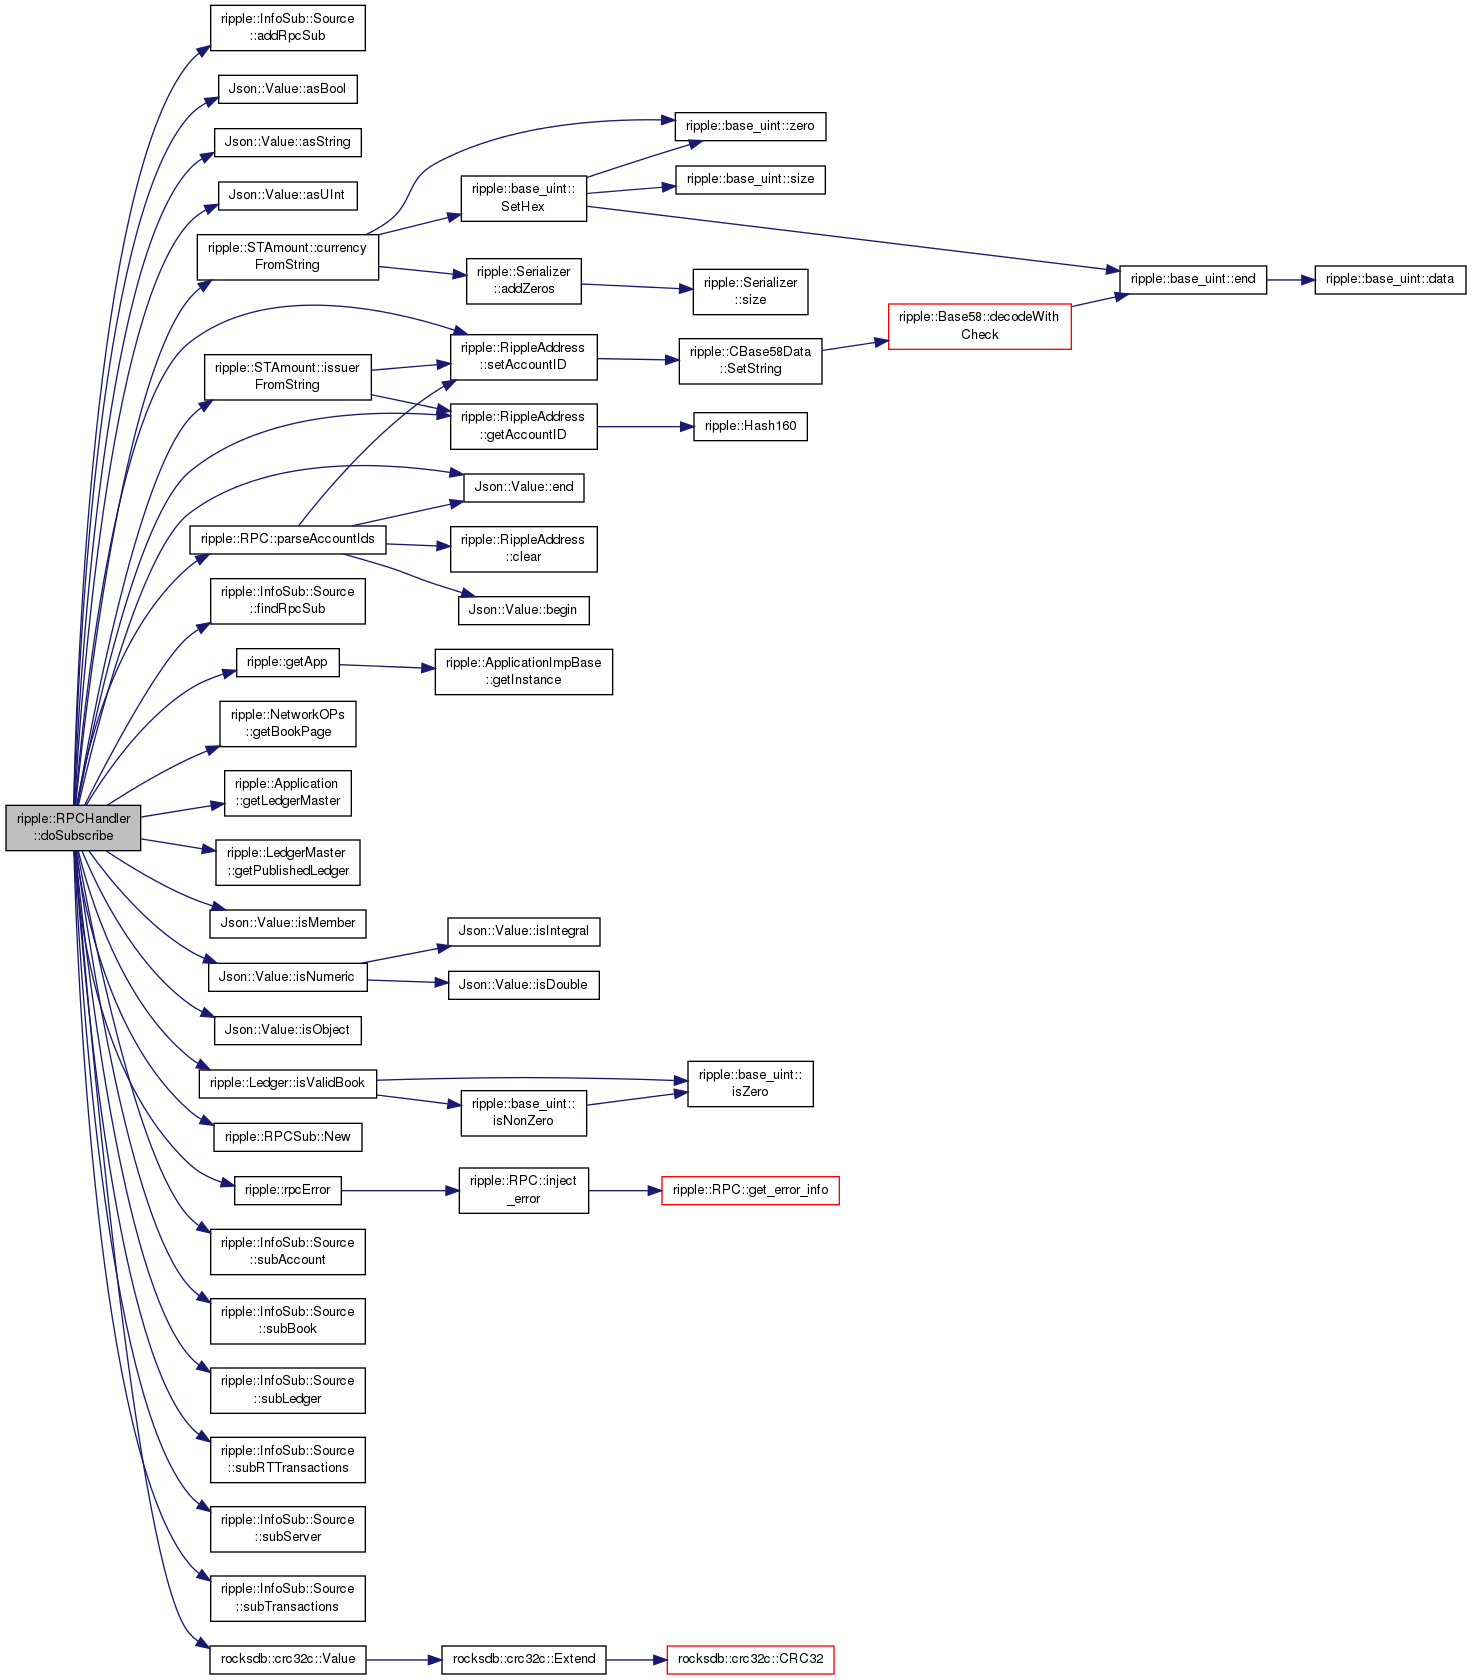 ripple::InfoSub::Source
::addRpcSub
Json::Value::asBool
Json::Value::asString
Json::Value::asUInt
ripple::STAmount::currency
FromString
ripple::base_uint::
SetHex
ripple::base_uint::zero
ripple::base_uint::size
ripple::Serializer
::addZeros
ripple::Serializer
::size
ripple::base_uint::end
ripple::base_uint::data
ripple::Base58::decodeWith
Check
ripple::RippleAddress
::setAccountID
ripple::CBase58Data
::SetString
ripple::STAmount::issuer
FromString
ripple::RippleAddress
::getAccountID
ripple::Hash160
Json::Value::end
ripple::RPC::parseAccountIds
ripple::RippleAddress
::clear
Json::Value::begin
ripple::InfoSub::Source
::findRpcSub
ripple::getApp
ripple::ApplicationImpBase
::getInstance
ripple::NetworkOPs
::getBookPage
ripple::Application
::getLedgerMaster
ripple::RPCHandler
::doSubscribe
ripple::LedgerMaster
::getPublishedLedger
Json::Value::isMember
Json::Value::isNumeric
Json::Value::isIntegral
Json::Value::isDouble
Json::Value::isObject
ripple::Ledger::isValidBook
ripple::base_uint::
isNonZero
ripple::base_uint::
isZero
ripple::RPCSub::New
ripple::rpcError
ripple::RPC::inject
_error
ripple::RPC::get_error_info
ripple::InfoSub::Source
::subAccount
ripple::InfoSub::Source
::subBook
ripple::InfoSub::Source
::subLedger
ripple::InfoSub::Source
::subRTTransactions
ripple::InfoSub::Source
::subServer
ripple::InfoSub::Source
::subTransactions
rocksdb::crc32c::Value
rocksdb::crc32c::Extend
rocksdb::crc32c::CRC32